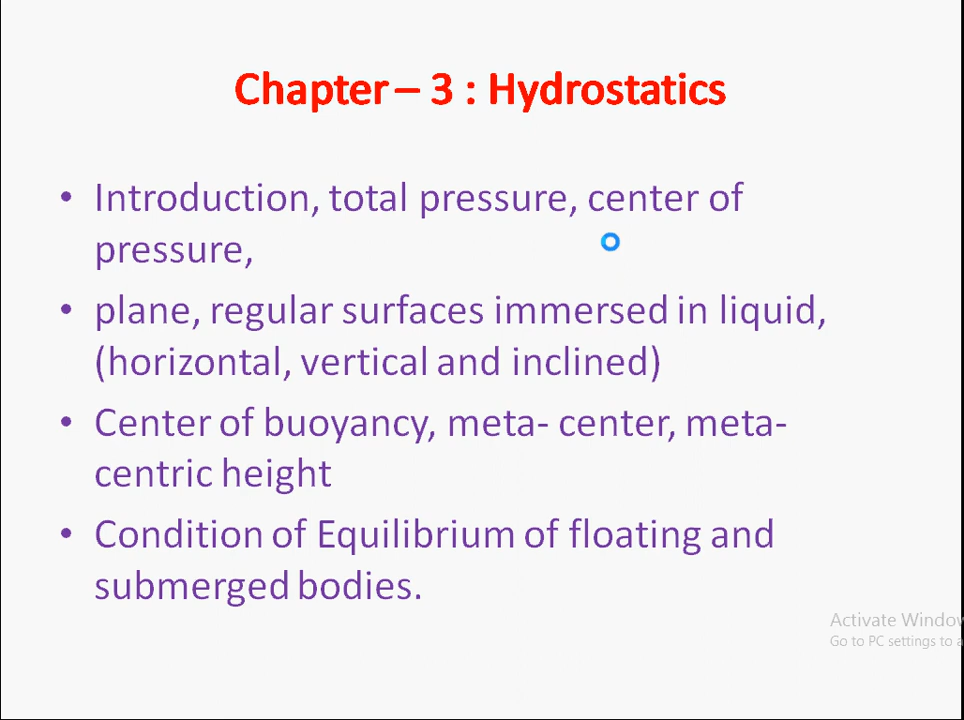 Chapter – 3 : Hydrostatics
• Introduction, total pressure, center of
pressure,
• plane, regular surfaces immersed in liquid,
(horizontal, vertical and inclined)
• Center of buoyancy, meta- center, meta-
centric height
• Condition of Equilibrium of floating and
submerged bodies.
Activate Window
Go to PC settings to a